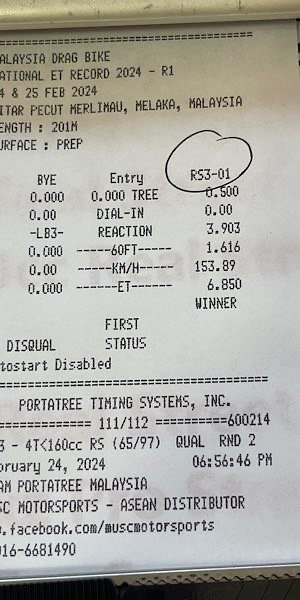 ALAYSIA DRAG BIKE
ATIONAL ET RECORD 2024 - R1
4 & 25 FEB 2024
ITAR PECUT MERLIMAU, MELAKA, MALAYSIA
ENGTH : 201M
URFACE : PREP
BYE Entry RS3-01
0.000 0.000 TREE 0.500
0.00 DIAL-IN 0.00
-LB3- REACTION 3.903
0.000 ------60FT----- 1.616
0.00 -----KM/H----- 153.89
0.000 ------ET----- 6.850
WINNER
FIRST
DISQUAL STATUS
tostart Disabled
PORTATREE TIMING SYSTEMS, INC.
============ 111/112 ==========600214
3 - 4T<160cc RS (65/97) QUAL RND 2
bruary 24, 2024 06:56:46 PM
AM PORTATREE MALAYSIA
SC MOTORSPORTS - ASEAN DISTRIBUTOR
.facebook.com/muscmotorsports
016-6681490